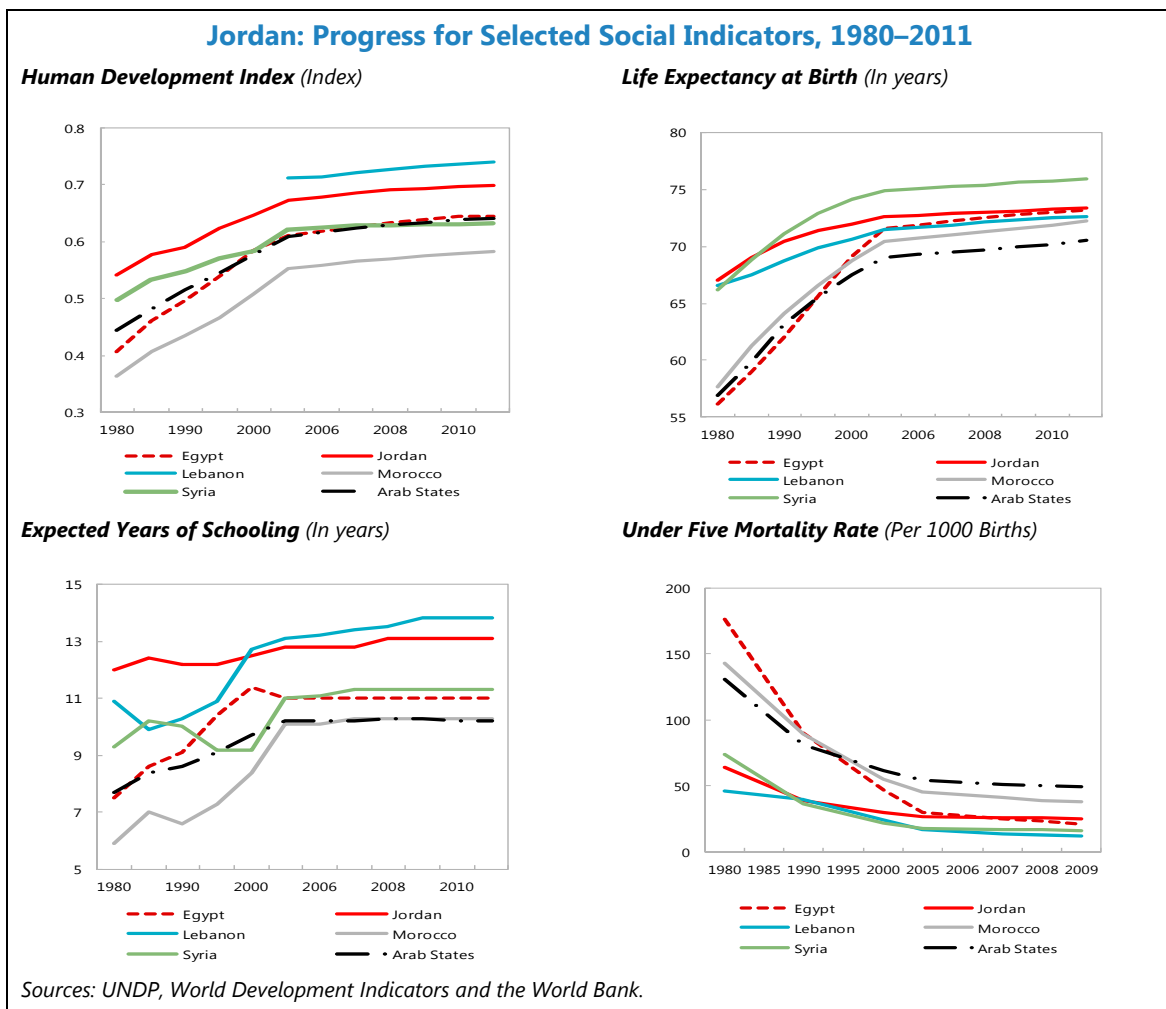 Jordan: Progress for Selected Social Indicators, 1980–2011
Human Development Index (Index)
0.8
0.7
0.6
0.5
0.4
0.3
1980 1990 2000 2006 2008 2010
Egypt Jordan
Lebanon Morocco
Syria Arab States
Life Expectancy at Birth (In years)
80
75
70
65
60
55
1980 1990 2000 2006 2008 2010
Egypt Jordan
Lebanon Morocco
Syria Arab States
Expected Years of Schooling (In years)
15
13
11
9
7
5
1980 1990 2000 2006 2008 2010
Egypt Jordan
Lebanon Morocco
Syria Arab States
Under Five Mortality Rate (Per 1000 Births)
200
150
100
50
0
1980 1985 1990 1995 2000 2005 2006 2007 2008 2009
Egypt Jordan
Lebanon Morocco
Syria Arab States
Sources: UNDP, World Development Indicators and the World Bank.